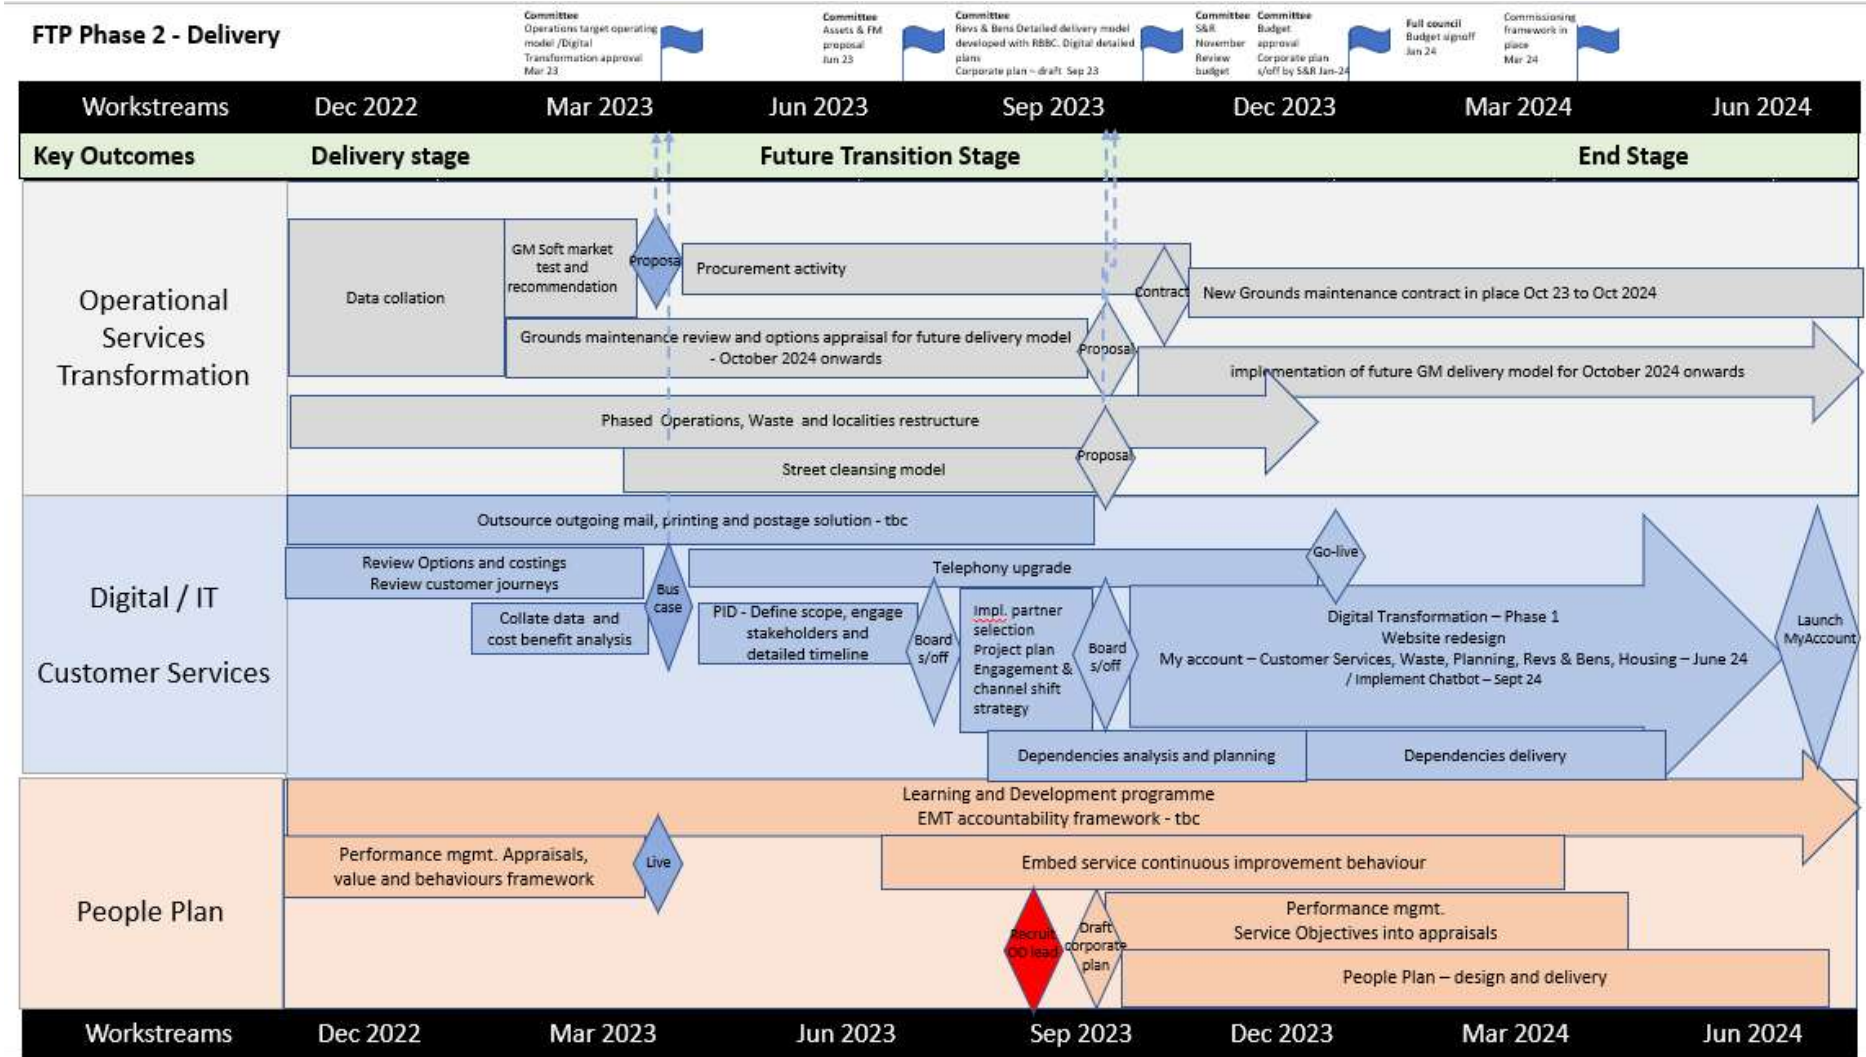 FTP Phase 2 - Delivery
Committee
Operations target operating
model /Digital
Transformation approval
Mar 23
Committee
Assets & FM
proposal
Jun 23
Committee
Revs & Bens Detailed delivery model
developed with RBBC. Digital detailed
plans
Corporate plan – draft Sep 23
Committee
S&R
November
Review
budget
Committee
Budget
approval
Corporate plan
s/off by S&R Jan-24
Full council
Budget signoff
Jan 24
Commissioning
framework in
place
Mar 24
Workstreams Dec 2022 Mar 2023 Jun 2023 Sep 2023 Dec 2023 Mar 2024 Jun 2024
Key Outcomes Delivery stage Future Transition Stage End Stage
Operational
Services
Transformation
Data collation
GM Soft market
test and
recommendation
Proposal
Procurement activity
Contract
New Grounds maintenance contract in place Oct 23 to Oct 2024
Grounds maintenance review and options appraisal for future delivery model
- October 2024 onwards
Proposal
implementation of future GM delivery model for October 2024 onwards
Phased Operations, Waste and localities restructure
Street cleansing model
Proposal
Digital / IT
Customer Services
Outsource outgoing mail, printing and postage solution - tbc
Review Options and costings
Review customer journeys
Collate data and
cost benefit analysis
Bus
case
Telephony upgrade
Go-live
PID - Define scope, engage
stakeholders and
detailed timeline
Board
s/off
Impl. partner
selection
Project plan
Engagement &
channel shift
strategy
Board
s/off
Digital Transformation – Phase 1
Website redesign
My account – Customer Services, Waste, Planning, Revs & Bens, Housing – June 24
/ Implement Chatbot – Sept 24
Launch
MyAccount
Dependencies analysis and planning
Dependencies delivery
People Plan
Learning and Development programme
EMT accountability framework - tbc
Performance mgmt. Appraisals,
value and behaviours framework
Live
Embed service continuous improvement behaviour
Recruit
OD lead
Draft
corporate
plan
Performance mgmt.
Service Objectives into appraisals
People Plan – design and delivery
Workstreams Dec 2022 Mar 2023 Jun 2023 Sep 2023 Dec 2023 Mar 2024 Jun 2024